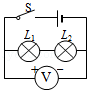 S
L₁ L₂
+ V −